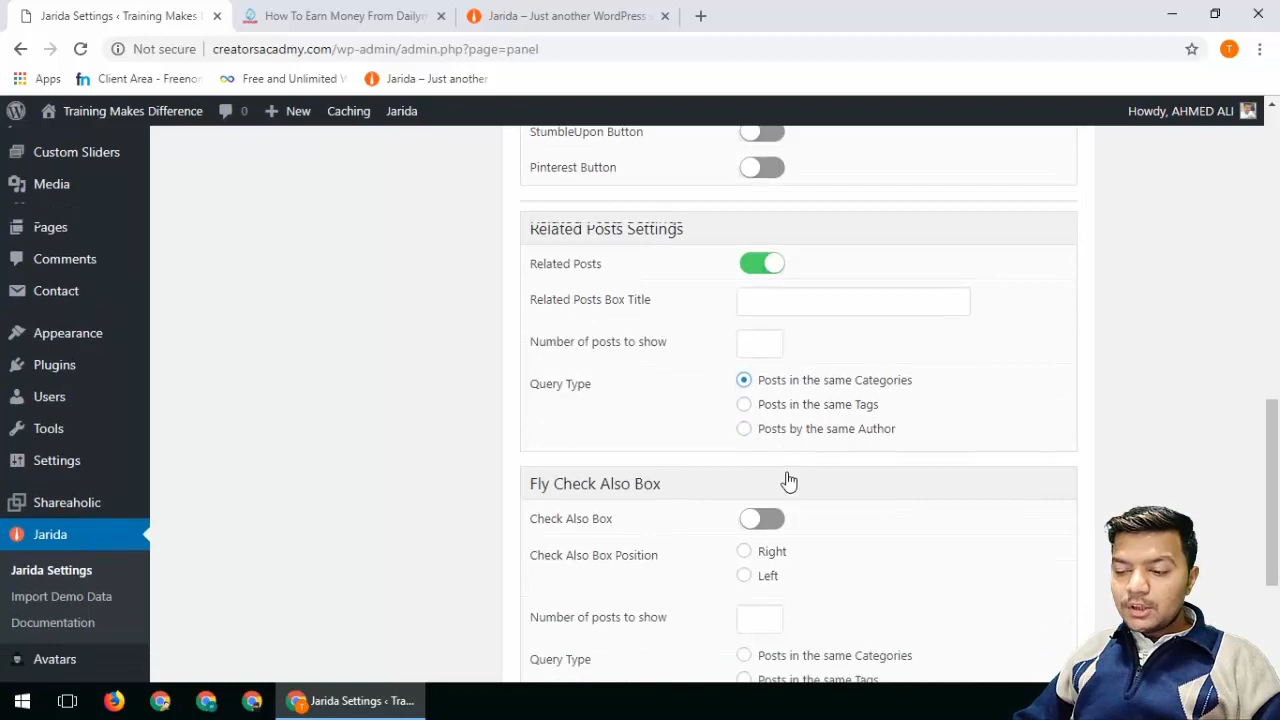 Jarida Settings ‹ Training Makes
How To Earn Money From Dailym
Jarida – Just another WordPress s
Not secure
creatorsacadmy.com/wp-admin/admin.php?page=panel
T
Apps
Client Area - Freenom
Free and Unlimited W
Jarida – Just another
Training Makes Difference
0
New
Caching
Jarida
Howdy, AHMED ALI
Custom Sliders
Media
Pages
Comments
Contact
Appearance
Plugins
Users
Tools
Settings
Shareaholic
Jarida
Jarida Settings
Import Demo Data
Documentation
Avatars
StumbleUpon Button
Pinterest Button
Related Posts Settings
Related Posts
Related Posts Box Title
Number of posts to show
Query Type
Posts in the same Categories
Posts in the same Tags
Posts by the same Author
Fly Check Also Box
Check Also Box
Check Also Box Position
Right
Left
Number of posts to show
Query Type
Posts in the same Categories
Posts in the same Tags
Jarida Settings ‹ Tra...